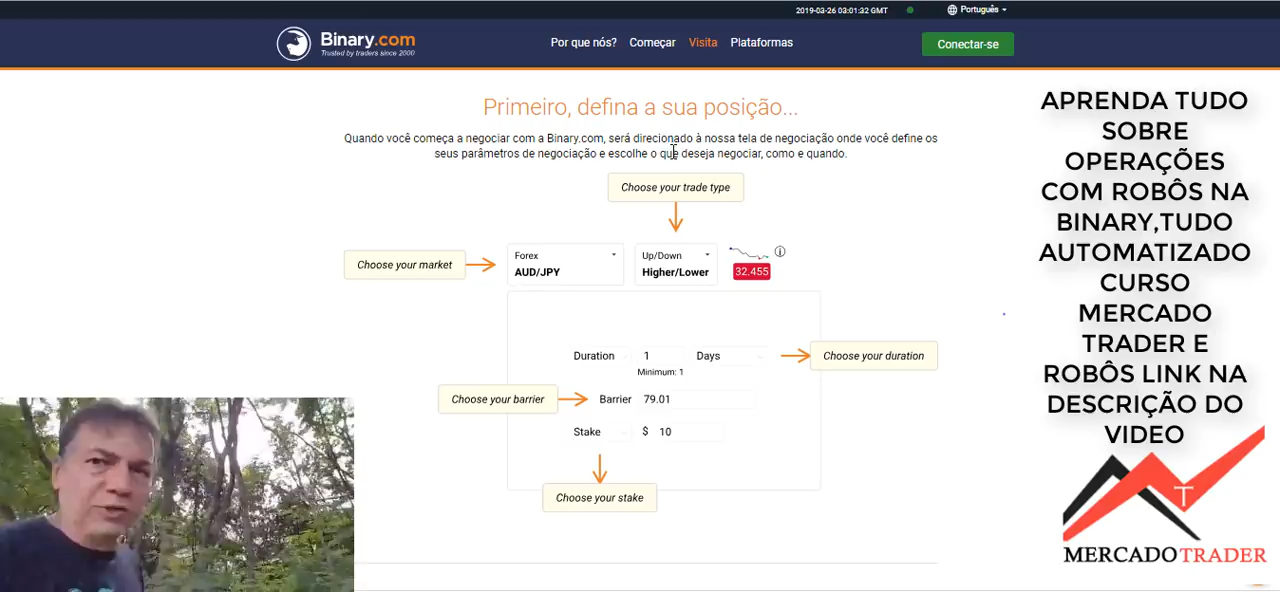 2019-03-26 03:01:32 GMT
Português
Binary.com
Trusted by traders since 2000
Por que nós? Começar Visita Plataformas
Conectar-se
Primeiro, defina a sua posição...
Quando você começa a negociar com a Binary.com, será direcionado à nossa tela de negociação onde você define os
seus parâmetros de negociação e escolhe o que deseja negociar, como e quando.
Choose your trade type
Choose your market
Forex
AUD/JPY
Up/Down
Higher/Lower
32.455
Duration 1 Days
Minimum: 1
Choose your duration
Choose your barrier
Barrier 79.01
Stake $ 10
Choose your stake
APRENDA TUDO
SOBRE
OPERAÇÕES
COM ROBÔS NA
BINARY,TUDO
AUTOMATIZADO
CURSO
MERCADO
TRADER E
ROBÔS LINK NA
DESCRIÇÃO DO
VIDEO
T
MERCADOTRADER